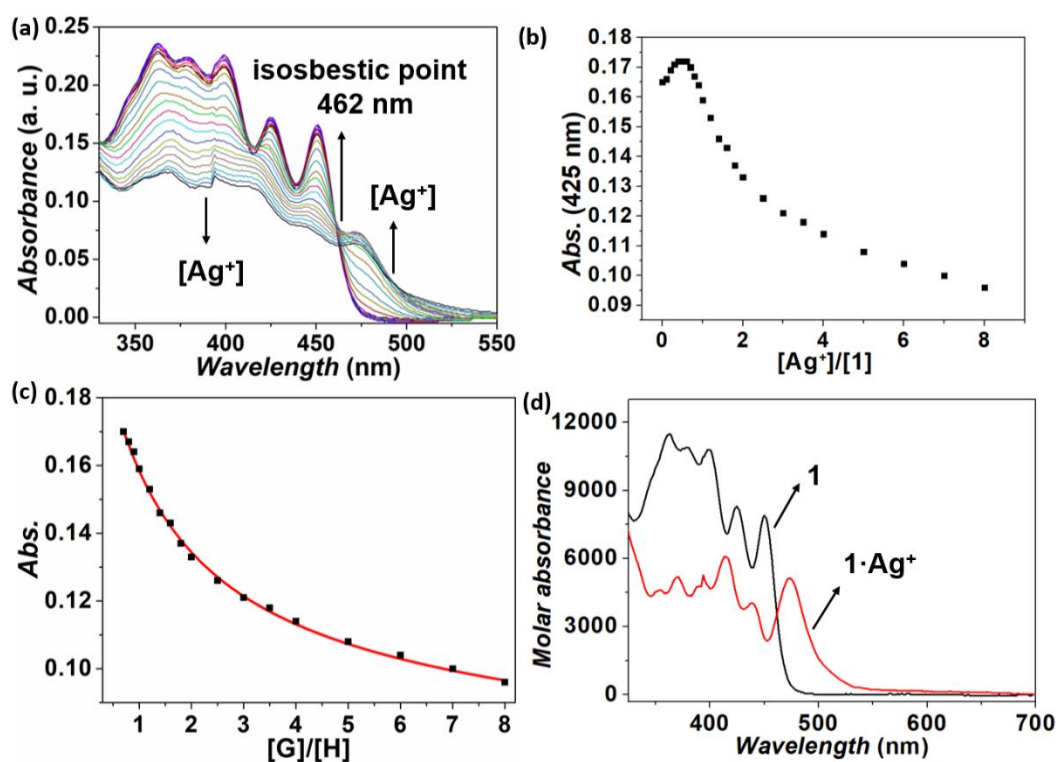 (a)
Absorbance (a. u.)
0.25
0.20
0.15
0.10
0.05
0.00
isosbestic point
462 nm
[Ag⁺]
[Ag⁺]
350 400 450 500 550
Wavelength (nm)
(b)
Abs. (425 nm)
0.18
0.17
0.16
0.15
0.14
0.13
0.12
0.11
0.10
0.09
0 2 4 6 8
[Ag⁺]/[1]
(c)
Abs.
0.18
0.16
0.14
0.12
0.10
1 2 3 4 5 6 7 8
[G]/[H]
(d)
Molar absorbance
12000
9000
6000
3000
0
1
1·Ag⁺
400 500 600 700
Wavelength (nm)